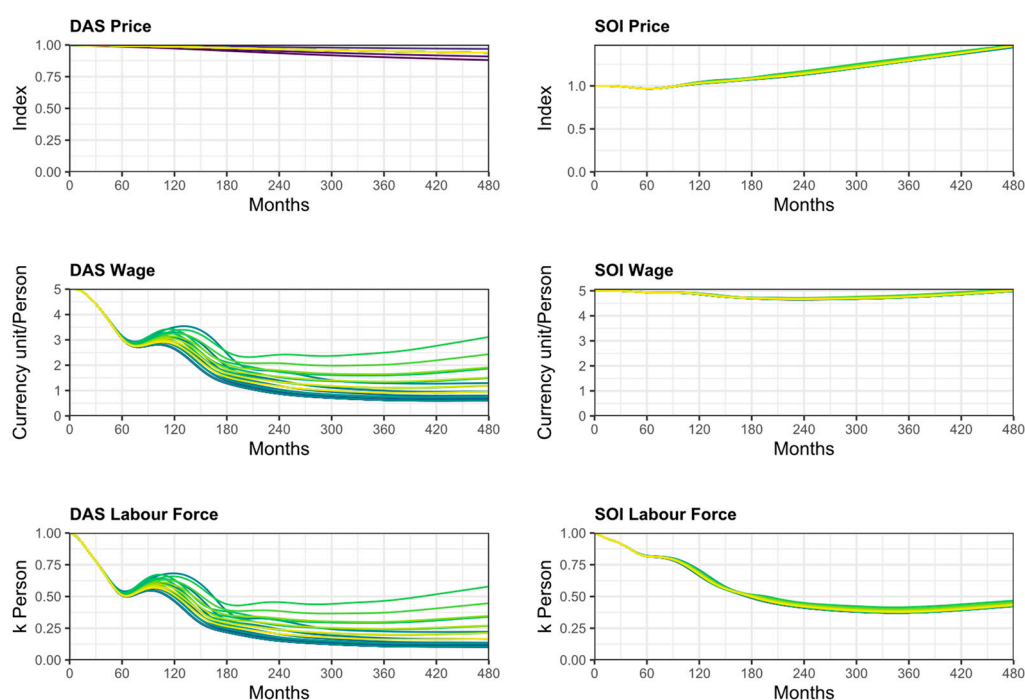 DAS Price
1.00
0.75
0.50
0.25
0.00
Index
0 60 120 180 240 300 360 420 480
Months
SOI Price
1.0
0.5
0.0
Index
0 60 120 180 240 300 360 420 480
Months
DAS Wage
5
4
3
2
1
0
Currency unit/Person
0 60 120 180 240 300 360 420 480
Months
SOI Wage
5
4
3
2
1
0
Currency unit/Person
0 60 120 180 240 300 360 420 480
Months
DAS Labour Force
1.00
0.75
0.50
0.25
0.00
k Person
0 60 120 180 240 300 360 420 480
Months
SOI Labour Force
1.00
0.75
0.50
0.25
0.00
k Person
0 60 120 180 240 300 360 420 480
Months